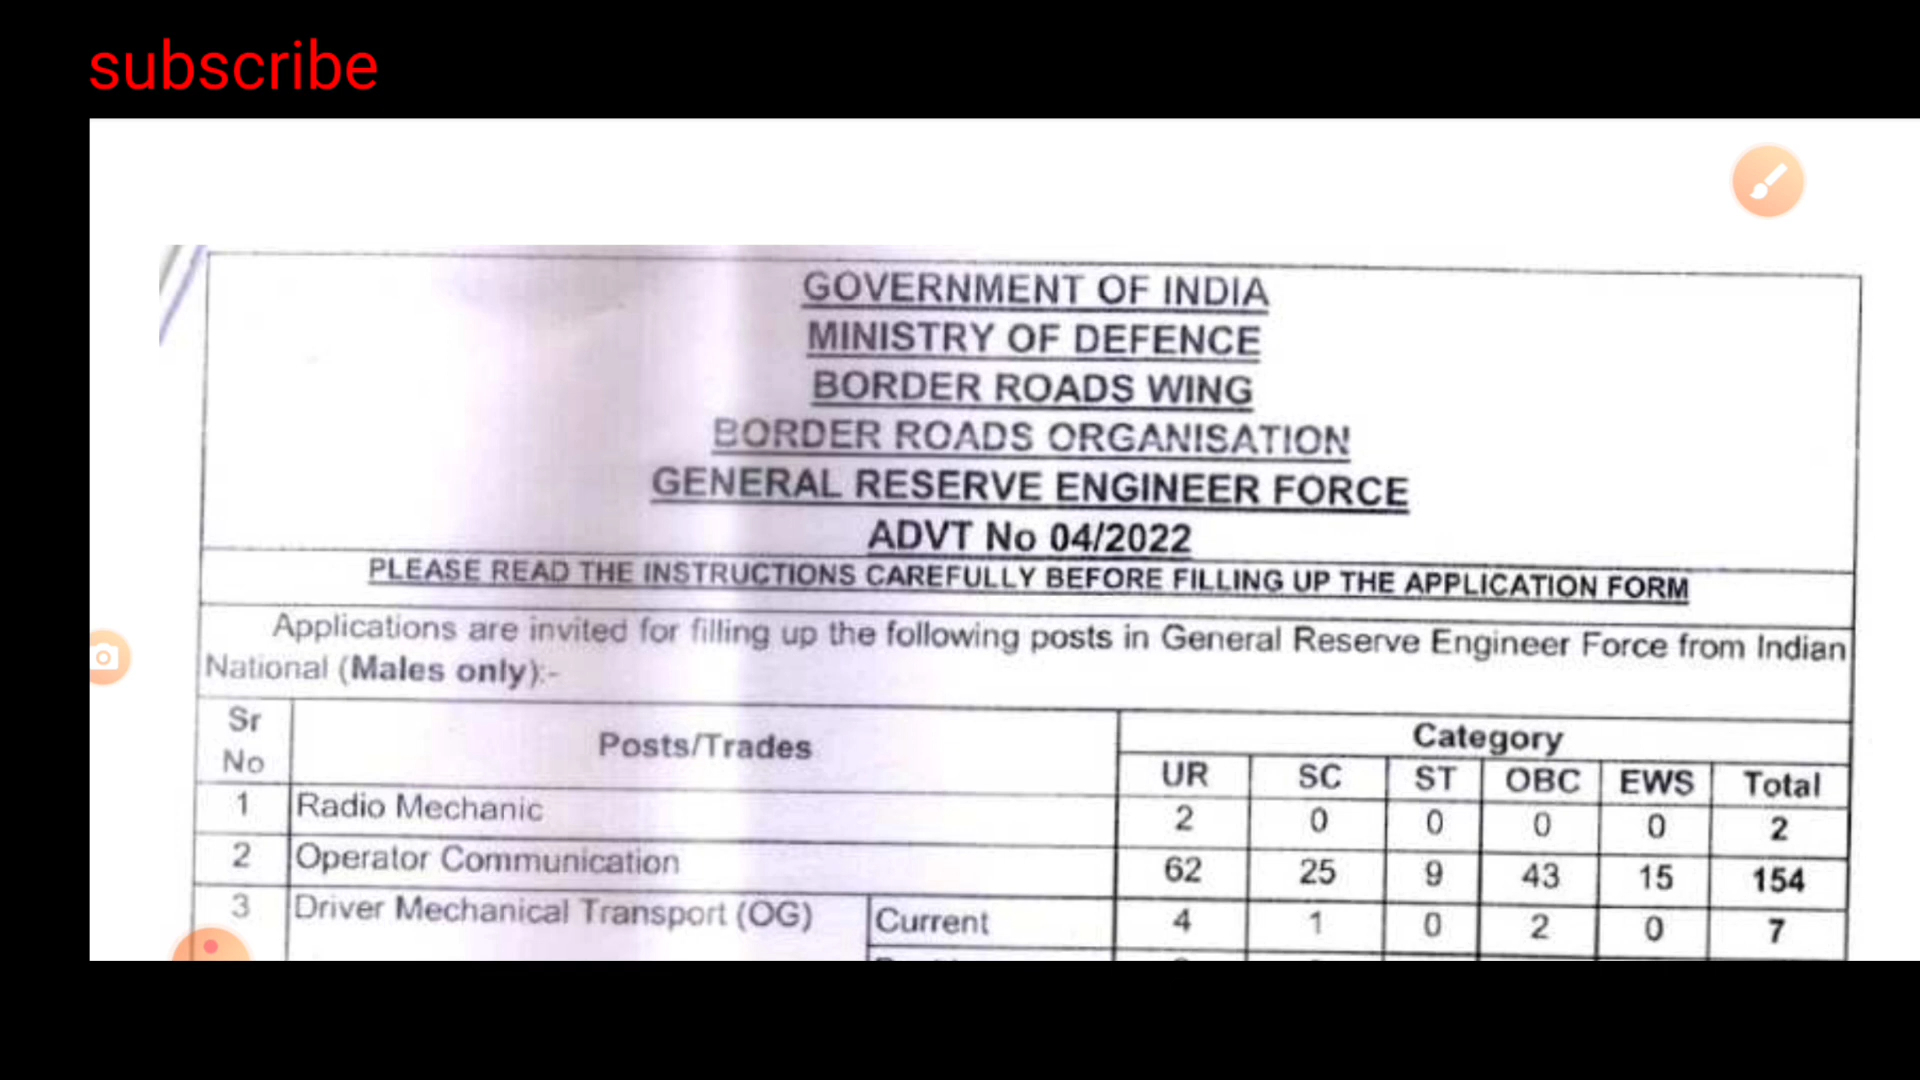 subscribe
GOVERNMENT OF INDIA
MINISTRY OF DEFENCE
BORDER ROADS WING
BORDER ROADS ORGANISATION
GENERAL RESERVE ENGINEER FORCE
ADVT No 04/2022
PLEASE READ THE INSTRUCTIONS CAREFULLY BEFORE FILLING UP THE APPLICATION FORM
Applications are invited for filling up the following posts in General Reserve Engineer Force from Indian
National (Males only):-
Sr No Posts/Trades Category
UR SC ST OBC EWS Total
1 Radio Mechanic 2 0 0 0 0 2
2 Operator Communication 62 25 9 43 15 154
3 Driver Mechanical Transport (OG) Current 4 1 0 2 0 7